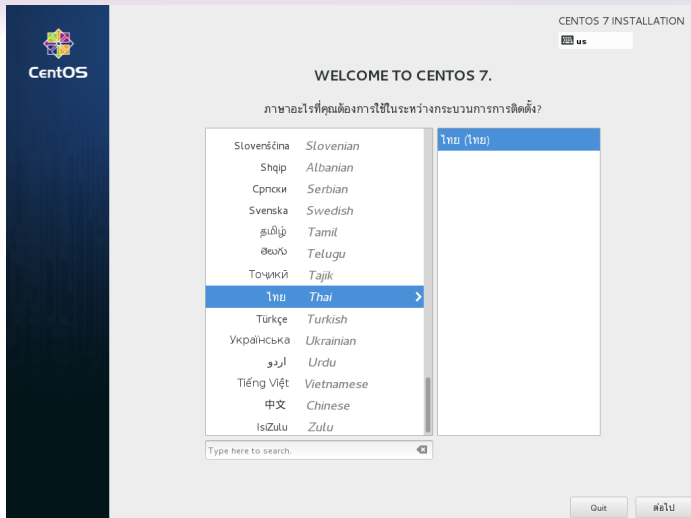 CENTOS 7 INSTALLATION
us
CentOS
WELCOME TO CENTOS 7.
ภาษาอะไรที่คุณต้องการใช้ในระหว่างกระบวนการการติดตั้ง?
Slovenščina Slovenian
Shqip Albanian
Српски Serbian
Svenska Swedish
தமிழ் Tamil
తెలుగు Telugu
Тоҷикӣ Tajik
ไทย Thai
Türkçe Turkish
Українська Ukrainian
اردو Urdu
Tiếng Việt Vietnamese
中文 Chinese
IsiZulu Zulu
ไทย (ไทย)
Type here to search.
Quit
ต่อไป